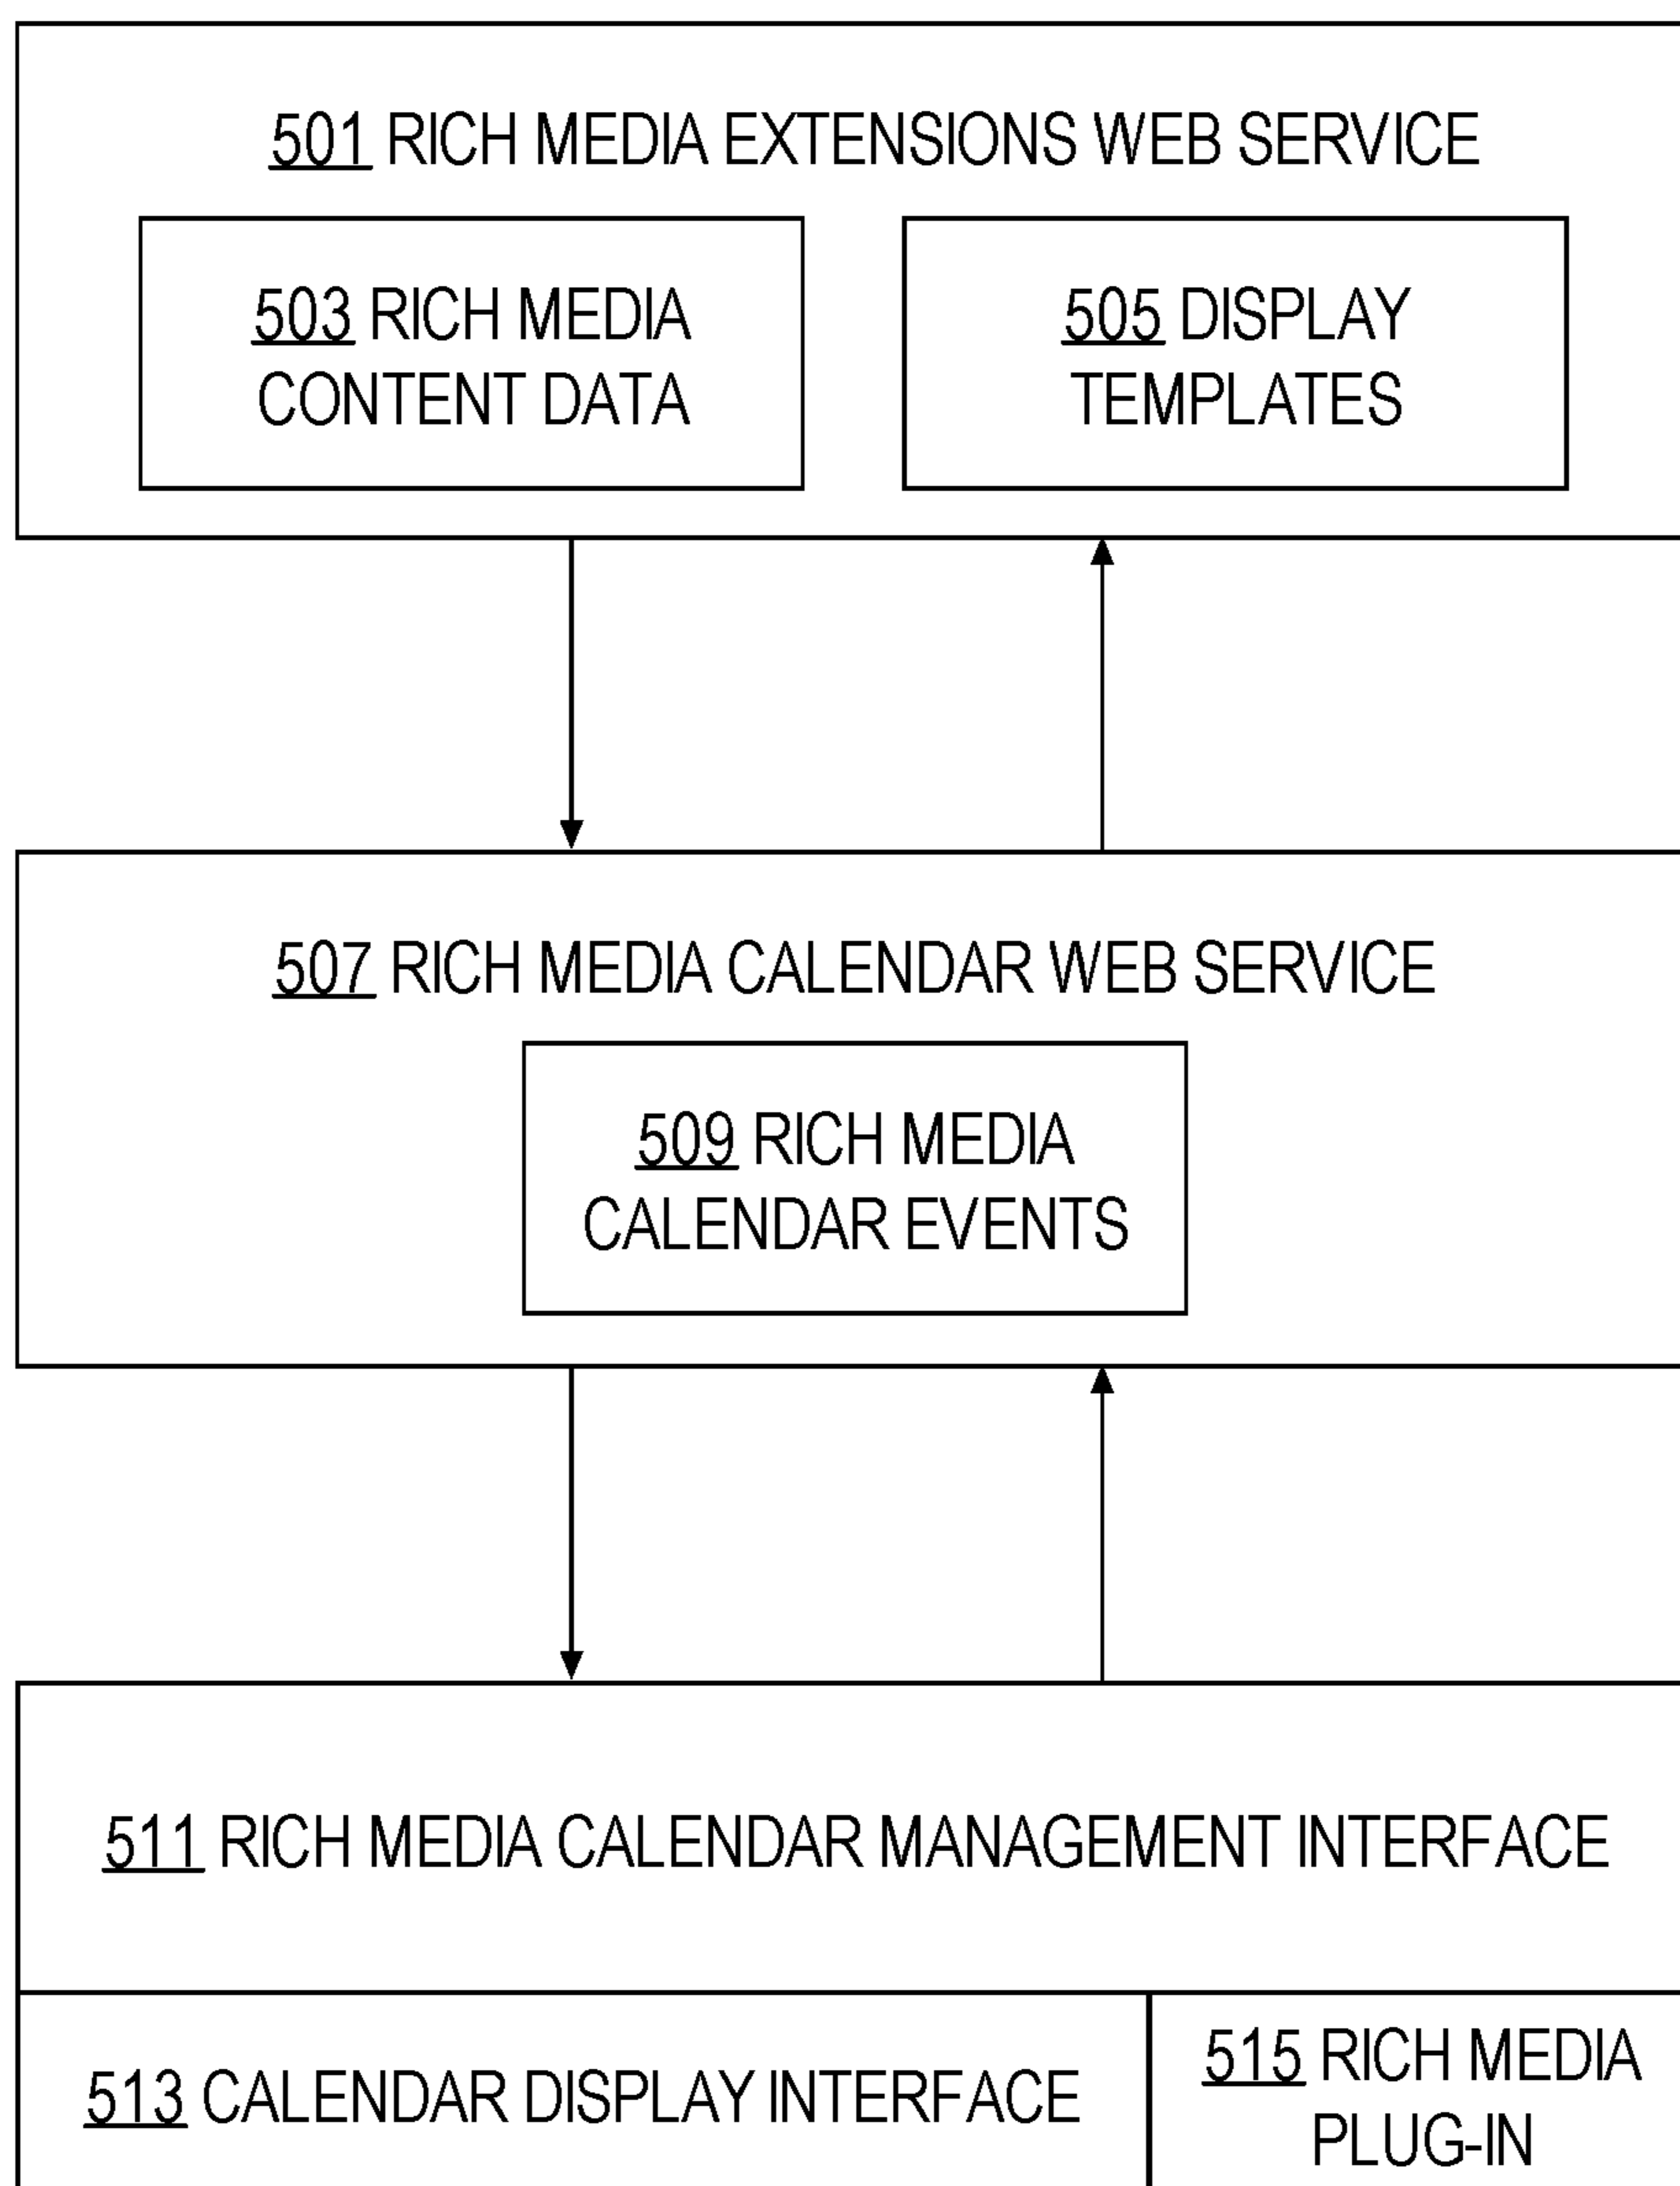 501 RICH MEDIA EXTENSIONS WEB SERVICE
503 RICH MEDIA
CONTENT DATA
505 DISPLAY
TEMPLATES
507 RICH MEDIA CALENDAR WEB SERVICE
509 RICH MEDIA
CALENDAR EVENTS
511 RICH MEDIA CALENDAR MANAGEMENT INTERFACE
513 CALENDAR DISPLAY INTERFACE
515 RICH MEDIA
PLUG-IN